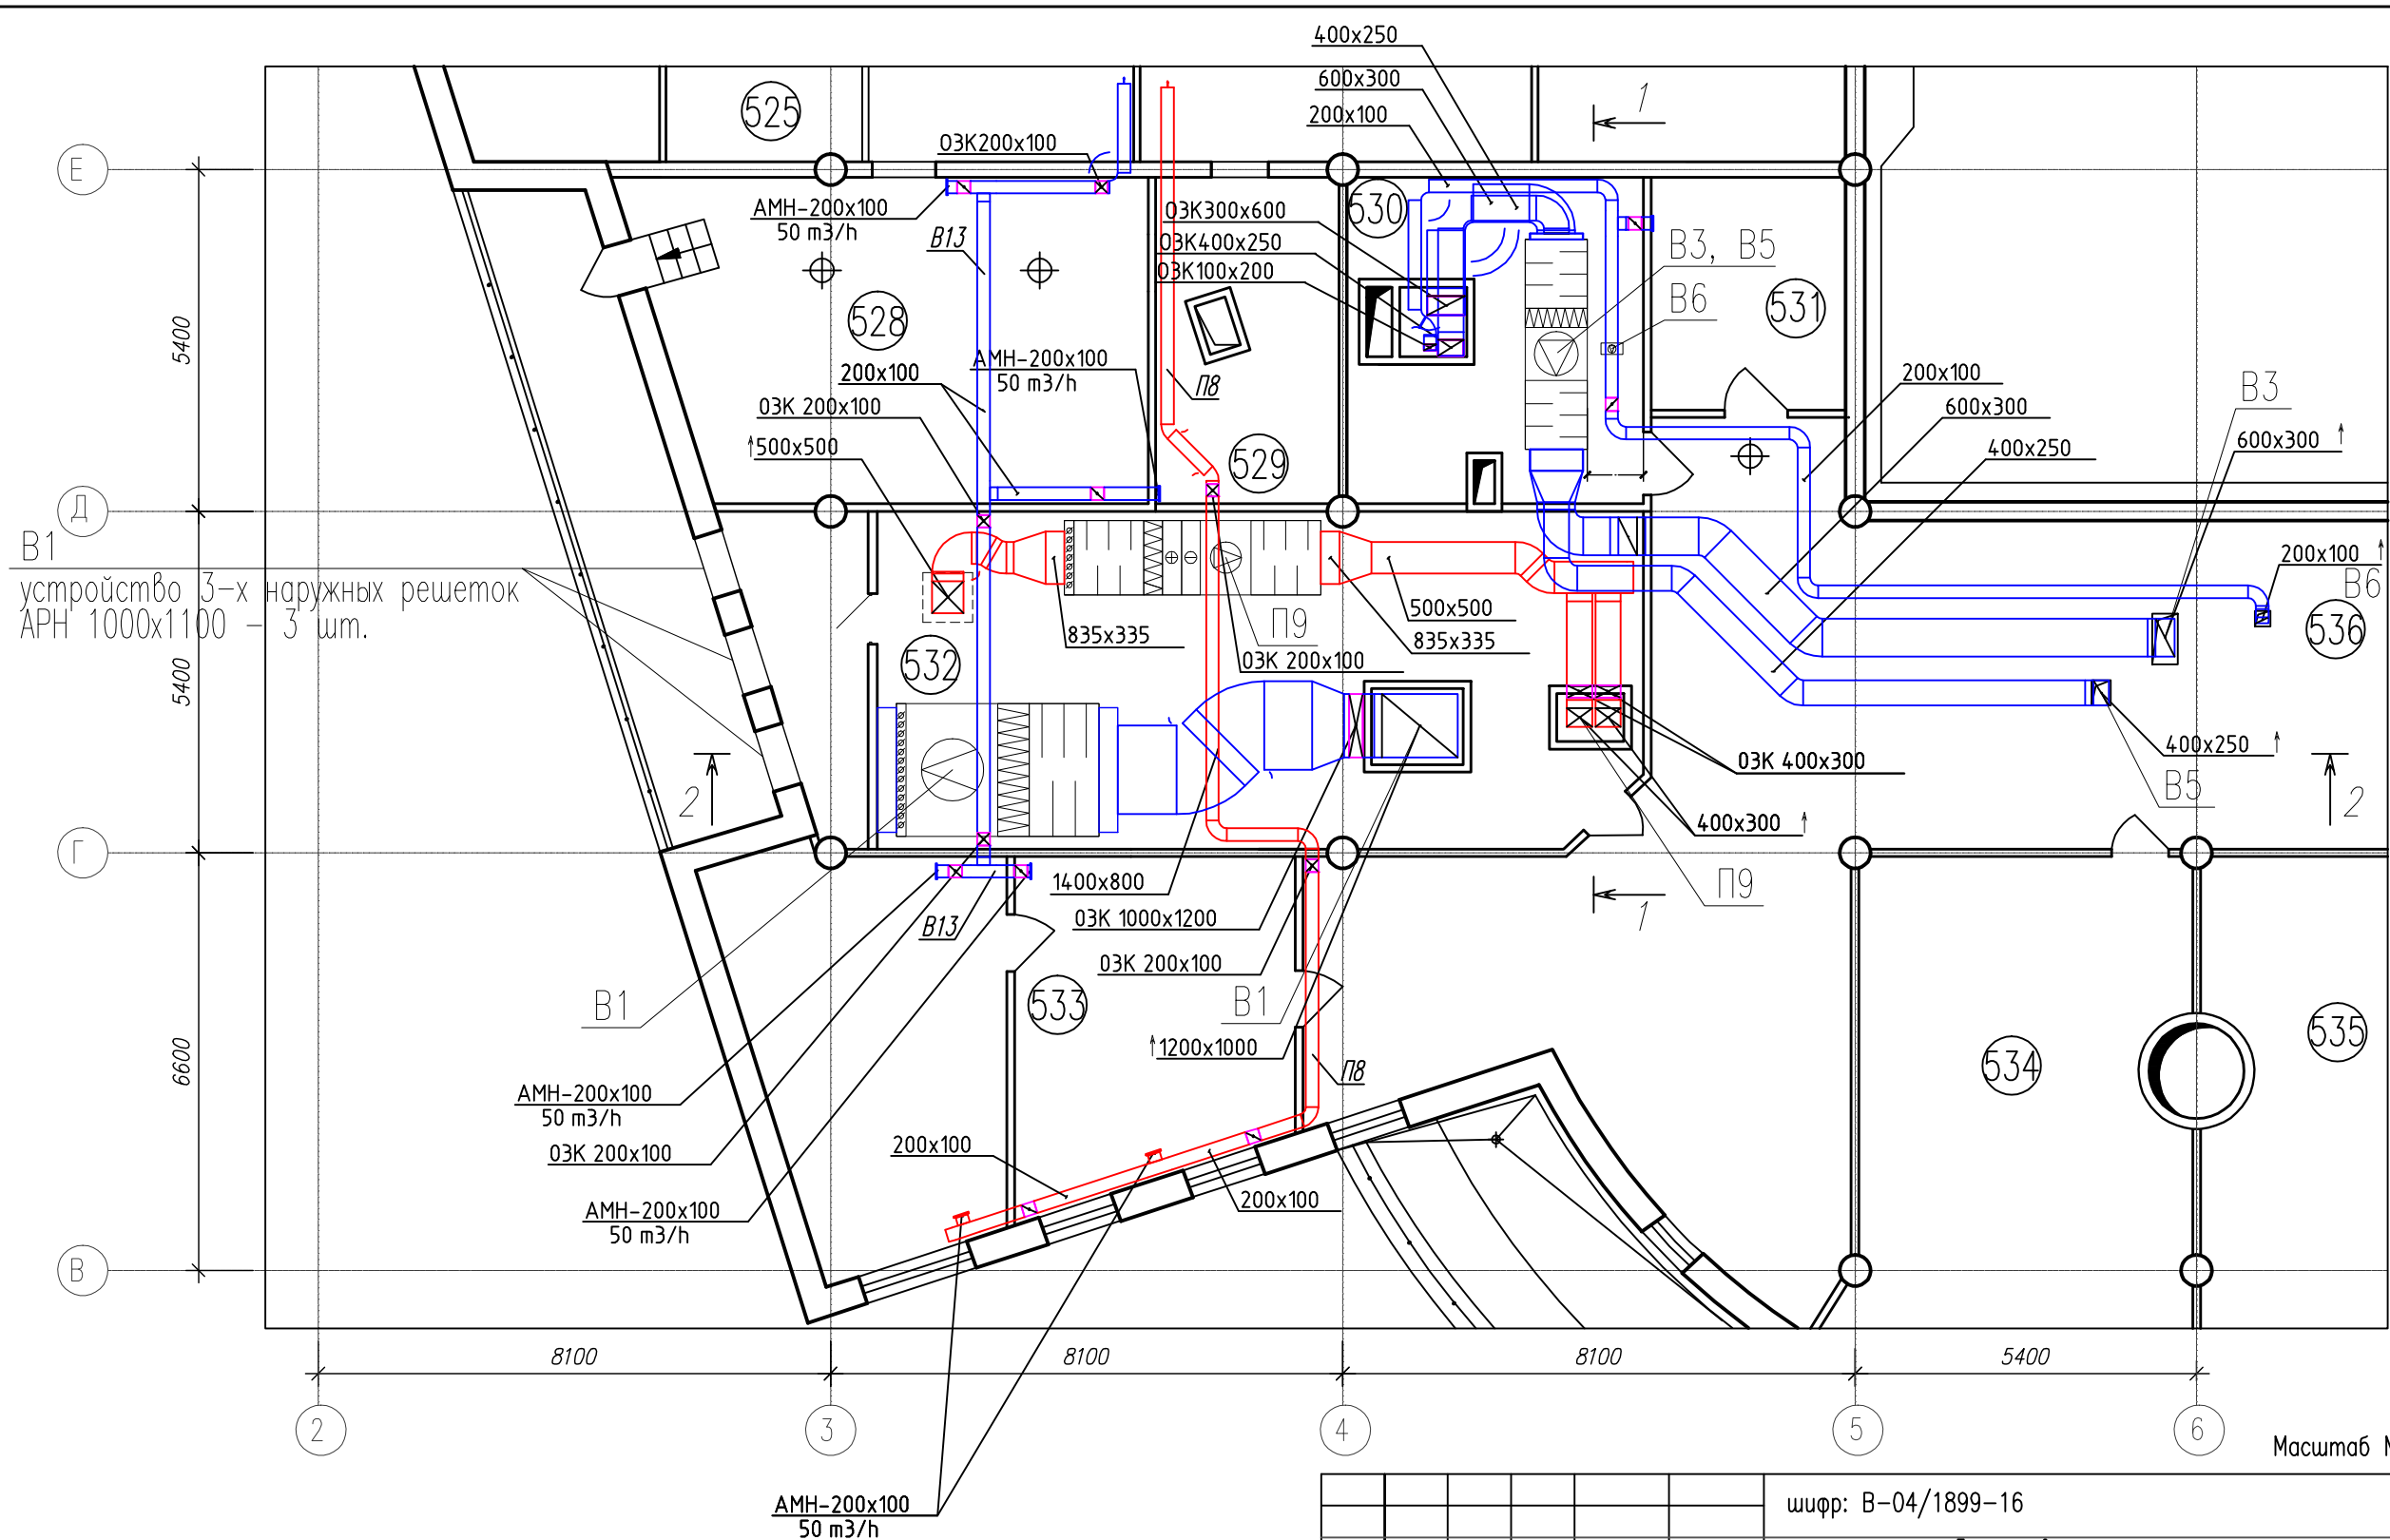 400x250
600x300
200x100
1
525
ОЗК200x100
Е
АМН-200x100
50 m3/h
В13
530
ОЗК300x600
ОЗК400x250
ОЗК100x200
В3, В5
В6
531
528
5400
АМН-200x100
50 m3/h
200x100
П8
ОЗК 200x100
↑500x500
529
200x100
600x300
400x250
В3
600x300 ↑
Д
В1
устройство 3-х наружных решеток
АРН 1000x1100 - 3 шт.
200x100 ↑
В6
536
500x500
835x335
П9
835x335
ОЗК 200x100
532
5400
400x250 ↑
В5
ОЗК 400x300
400x300 ↑
2
2
Г
1400x800
П9
1
В13
ОЗК 1000x1200
ОЗК 200x100
В1
533
В1
↑1200x1000
П8
534
535
6600
АМН-200x100
50 m3/h
ОЗК 200x100
200x100
АМН-200x100
50 m3/h
200x100
В
8100
8100
8100
5400
2
3
4
5
6
Масштаб
АМН-200x100
50 m3/h
шифр: В-04/1899-16